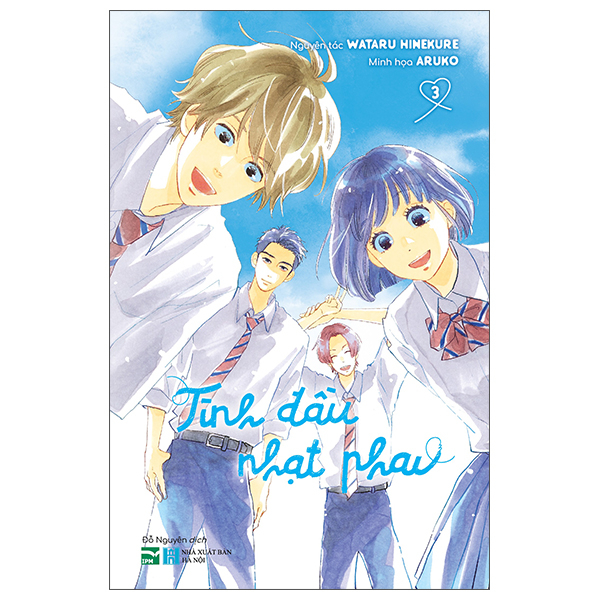 Nguyên tác WATARU HINEKURE
Minh họa ARUKO
3
Tình đầu
nhạt phai
Đỗ Nguyên dịch
IPM
NHÀ XUẤT BẢN
HÀ NỘI